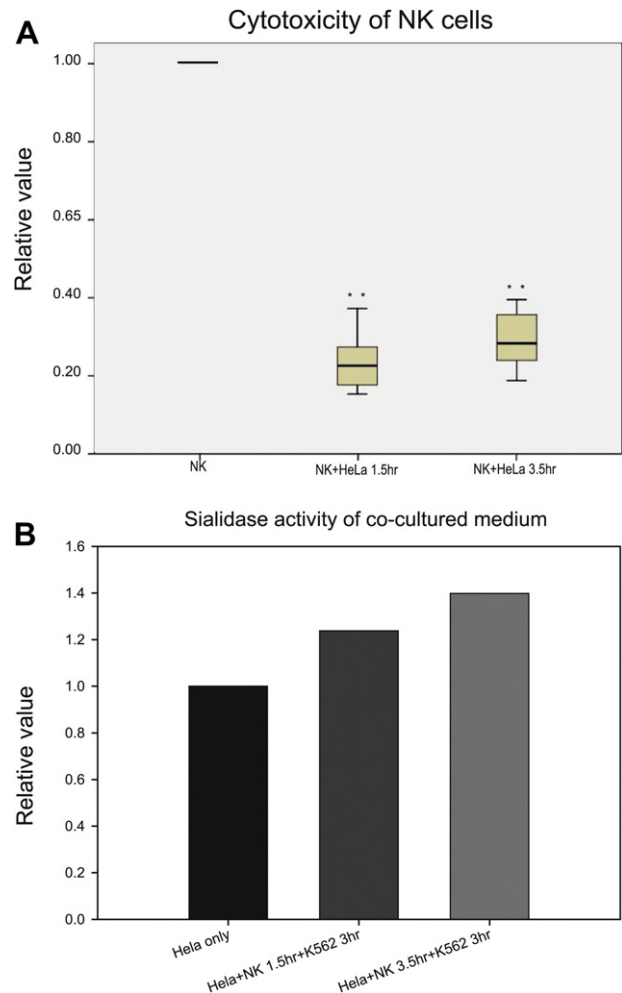 A
Cytotoxicity of NK cells
Relative value
1.00
0.80
0.65
0.40
0.20
0.00
* *
* *
NK
NK+HeLa 1.5hr
NK+HeLa 3.5hr
B
Sialidase activity of co-cultured medium
Relative value
1.6
1.4
1.2
1.0
0.8
0.6
0.4
0.2
0.0
Hela only
Hela+NK 1.5hr+K562 3hr
Hela+NK 3.5hr+K562 3hr